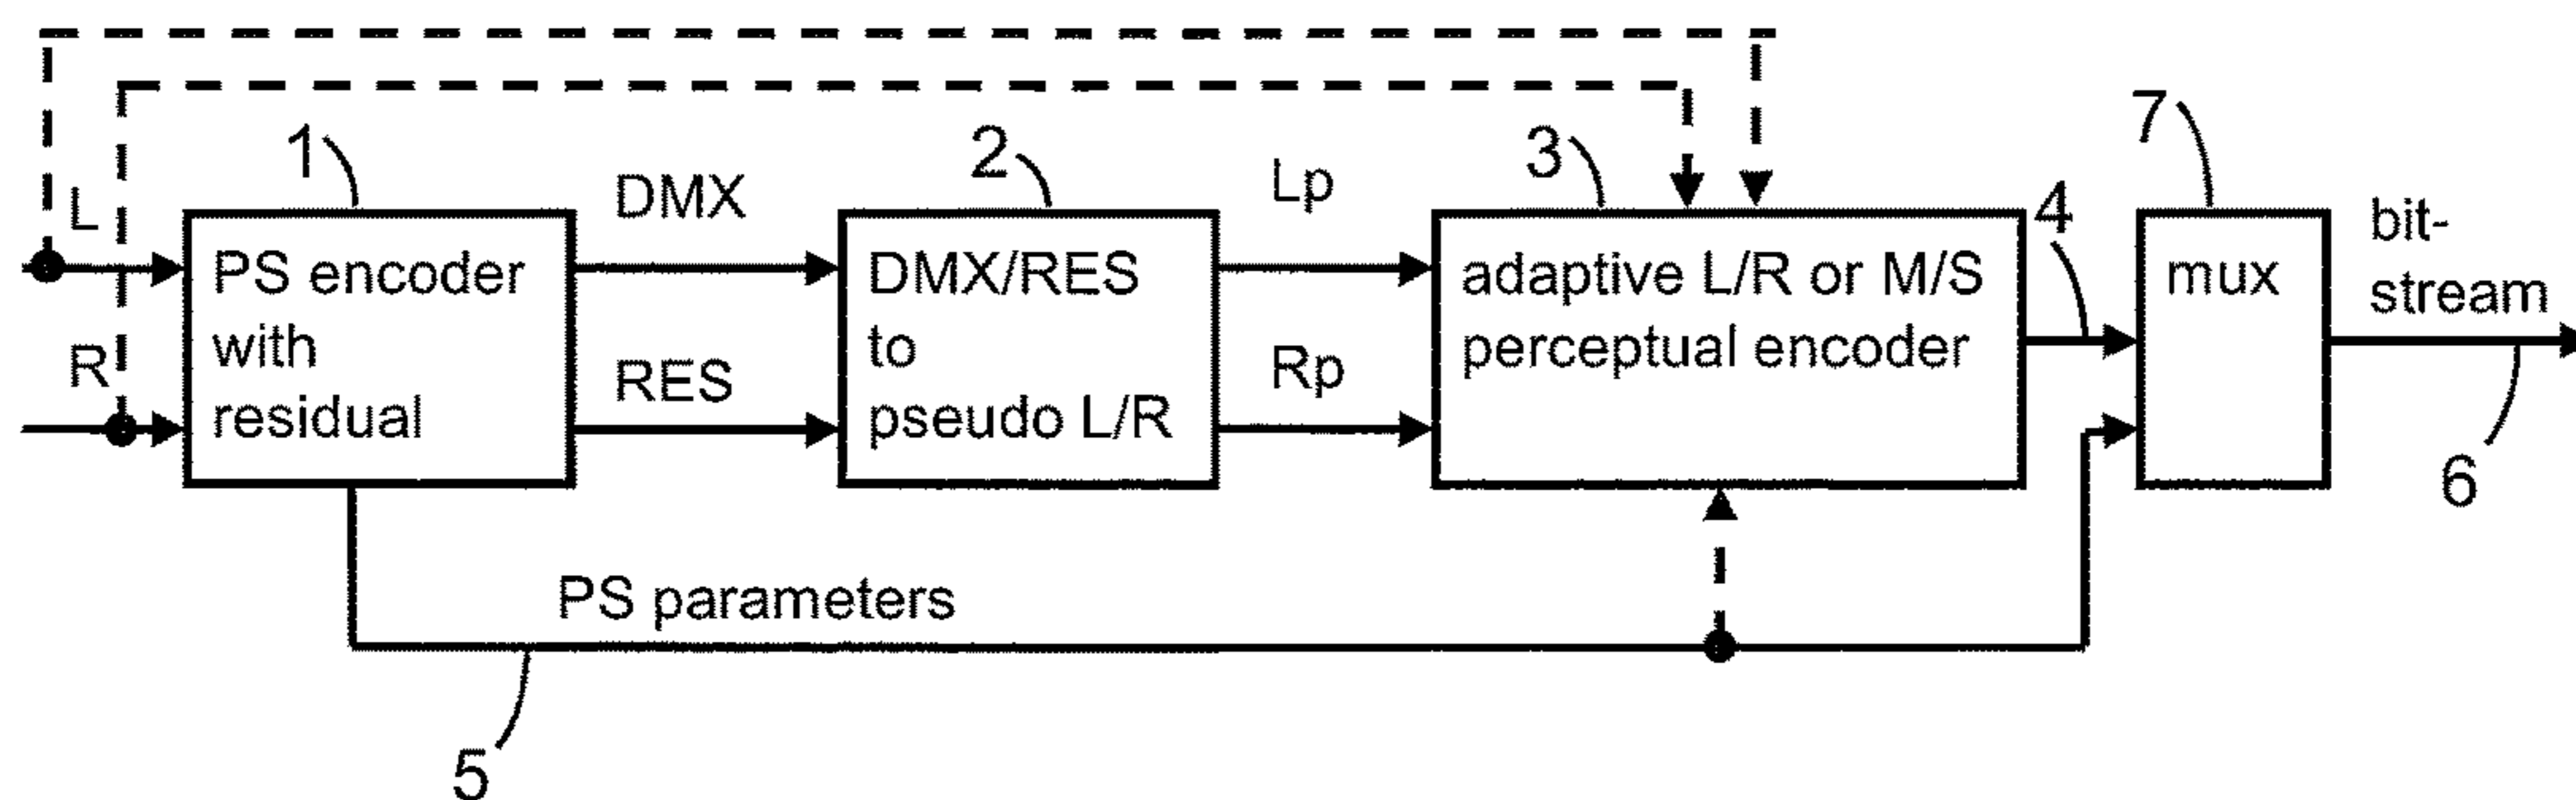 1
2
3
7
L
DMX
Lp
4
bit-
stream
PS encoder
with
residual
DMX/RES
to
pseudo L/R
adaptive L/R or M/S
perceptual encoder
mux
R
RES
Rp
6
PS parameters
5